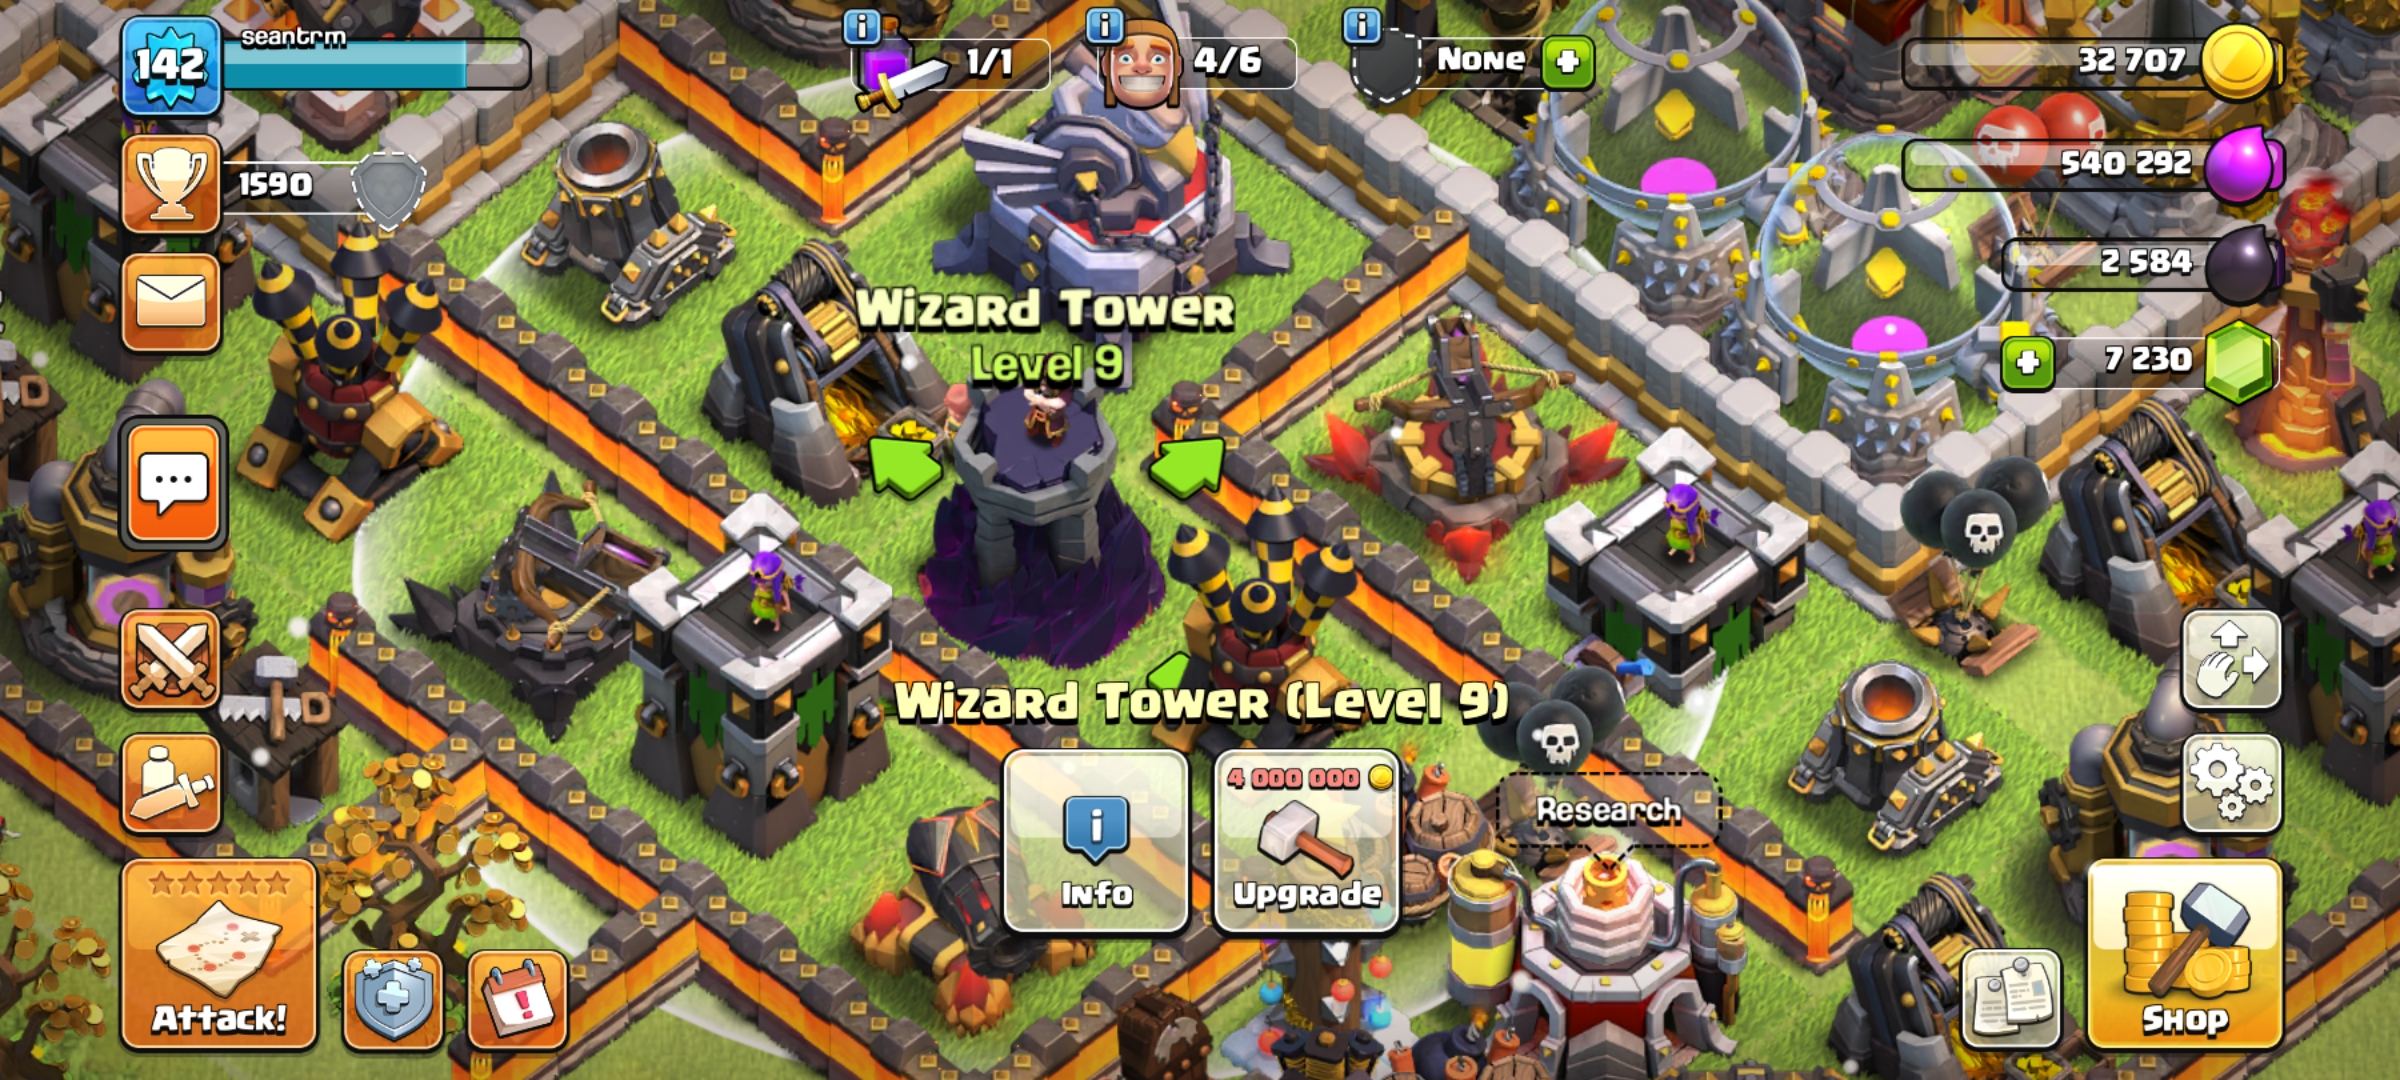 142
seantrm
1/1
4/6
None
32 707
1590
540 292
2 584
7 230
Wizard Tower
Level 9
Wizard Tower (Level 9)
4 000 000
Info
Upgrade
Research
Attack!
Shop